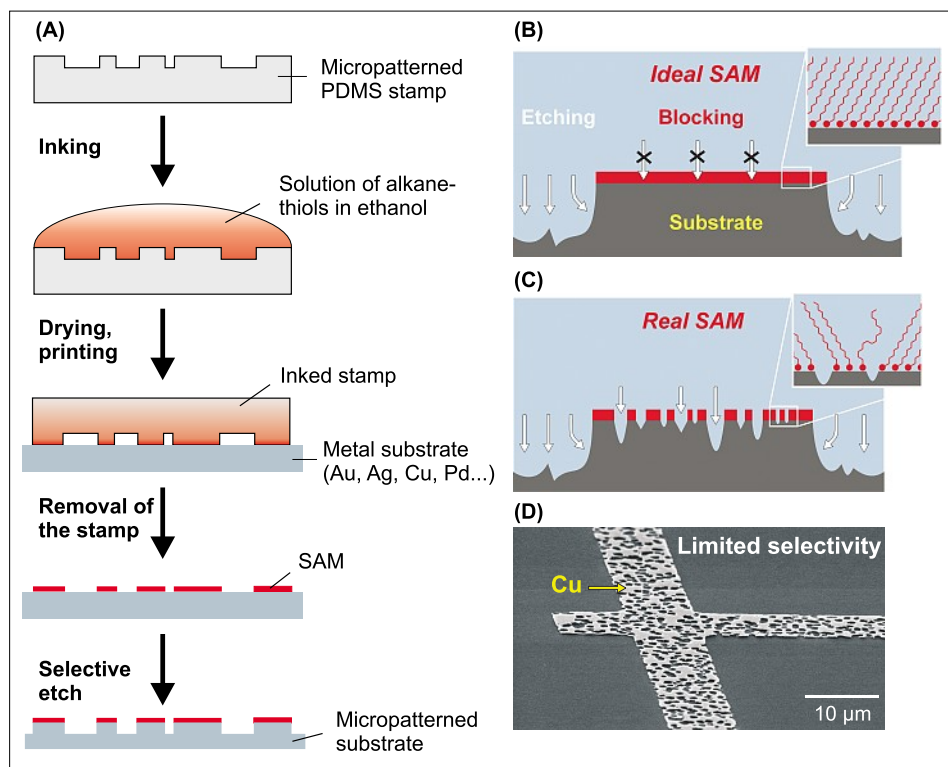 (A)
Micropatterned
PDMS stamp
Inking
Solution of alkane-
thiols in ethanol
Drying,
printing
Inked stamp
Metal substrate
(Au, Ag, Cu, Pd...)
Removal of
the stamp
SAM
Selective
etch
Micropatterned
substrate
(B)
Ideal SAM
Etching
Blocking
Substrate
(C)
Real SAM
(D)
Limited selectivity
Cu
10 µm